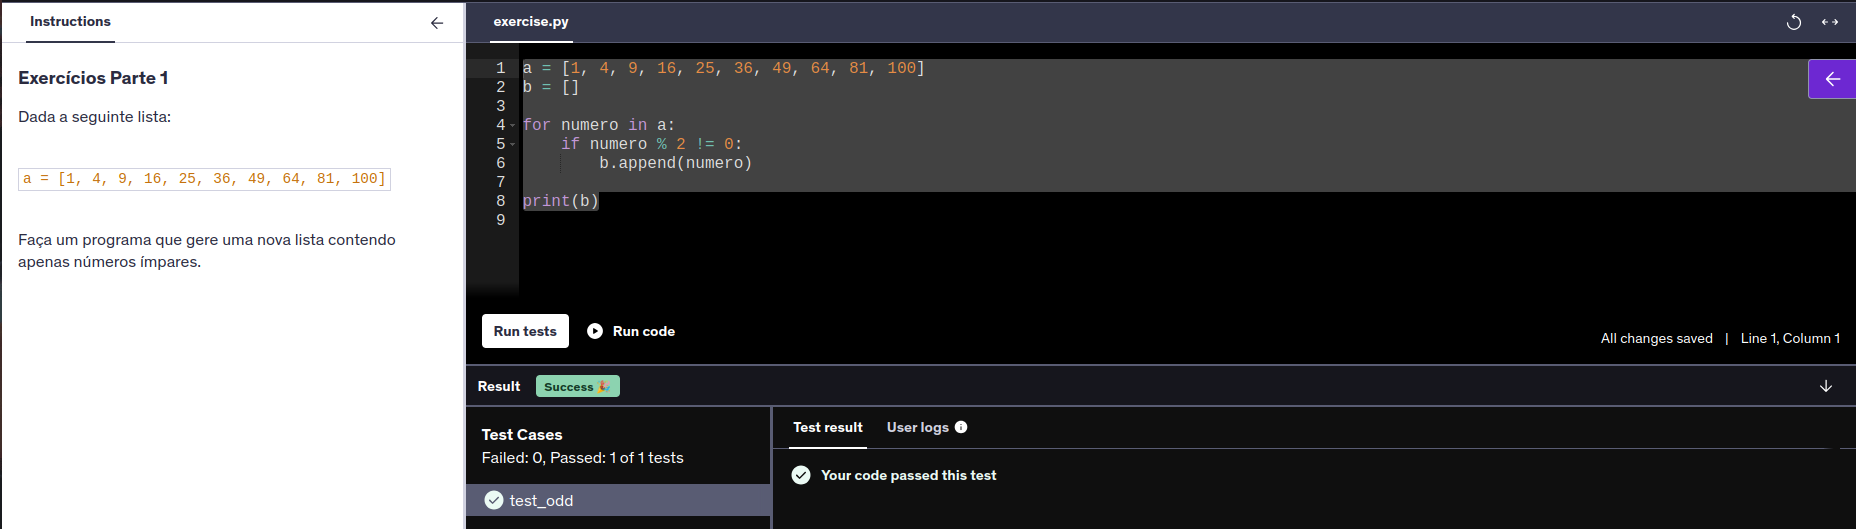 Instructions
Exercícios Parte 1
Dada a seguinte lista:
a = [1, 4, 9, 16, 25, 36, 49, 64, 81, 100]
Faça um programa que gere uma nova lista contendo
apenas números ímpares.
exercise.py
1 a = [1, 4, 9, 16, 25, 36, 49, 64, 81, 100]
2 b = []
3
4 for numero in a:
5     if numero % 2 != 0:
6         b.append(numero)
7
8 print(b)
9
Run tests Run code
All changes saved | Line 1, Column 1
Result Success 🎉
Test Cases
Failed: 0, Passed: 1 of 1 tests
test_odd
Test result User logs
Your code passed this test